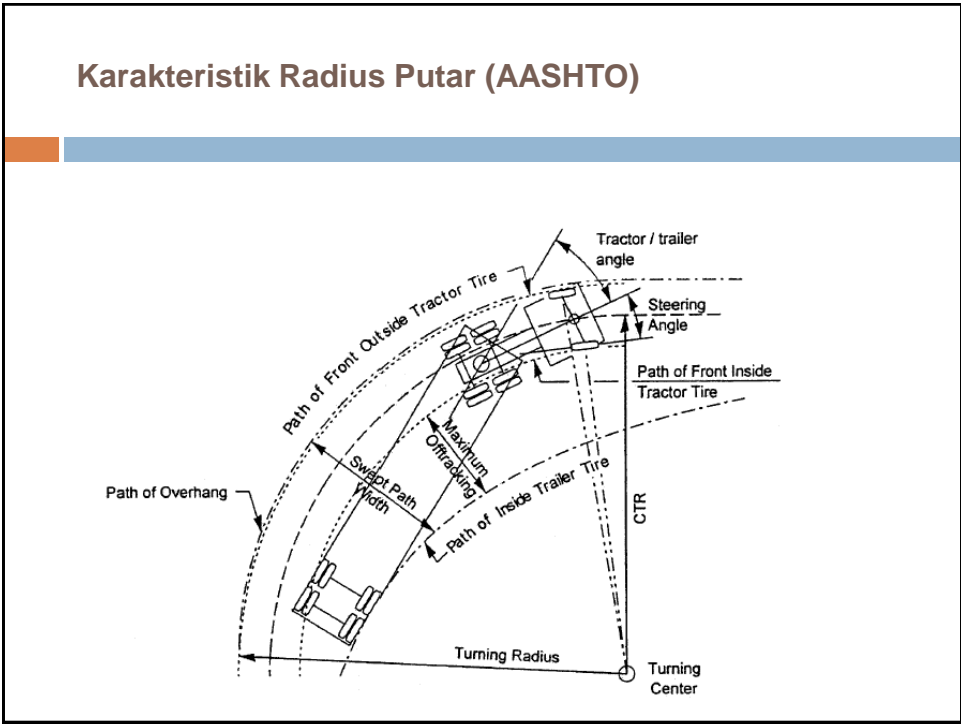 Karakteristik Radius Putar (AASHTO)
Tractor / trailer
angle
Path of Front Outside Tractor Tire
Steering
Angle
Path of Front Inside
Tractor Tire
Maximum
Offtracking
Swept Path
Width
Path of Inside Trailer Tire
Path of Overhang
CTR
Turning Radius
Turning
Center